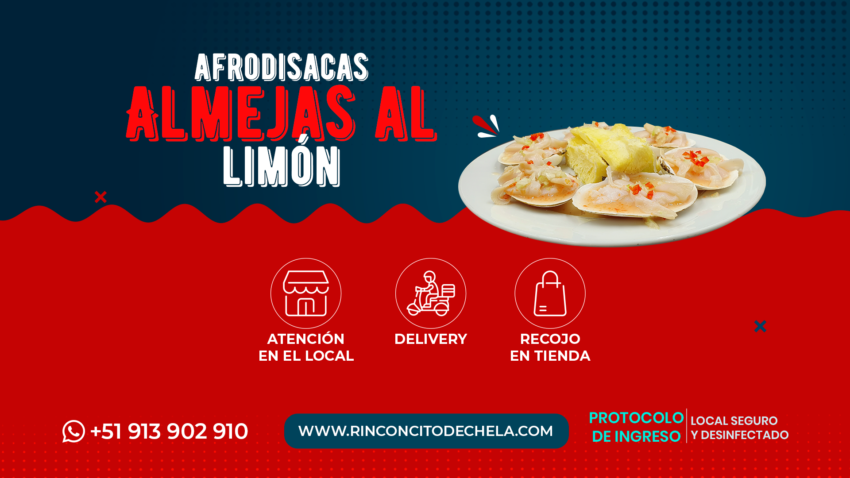 AFRODISACAS
ALMEJAS AL
LIMÓN
ATENCIÓN
EN EL LOCAL
DELIVERY
RECOJO
EN TIENDA
+51 913 902 910
WWW.RINCONCITODECHELA.COM
PROTOCOLO
DE INGRESO
LOCAL SEGURO
Y DESINFECTADO